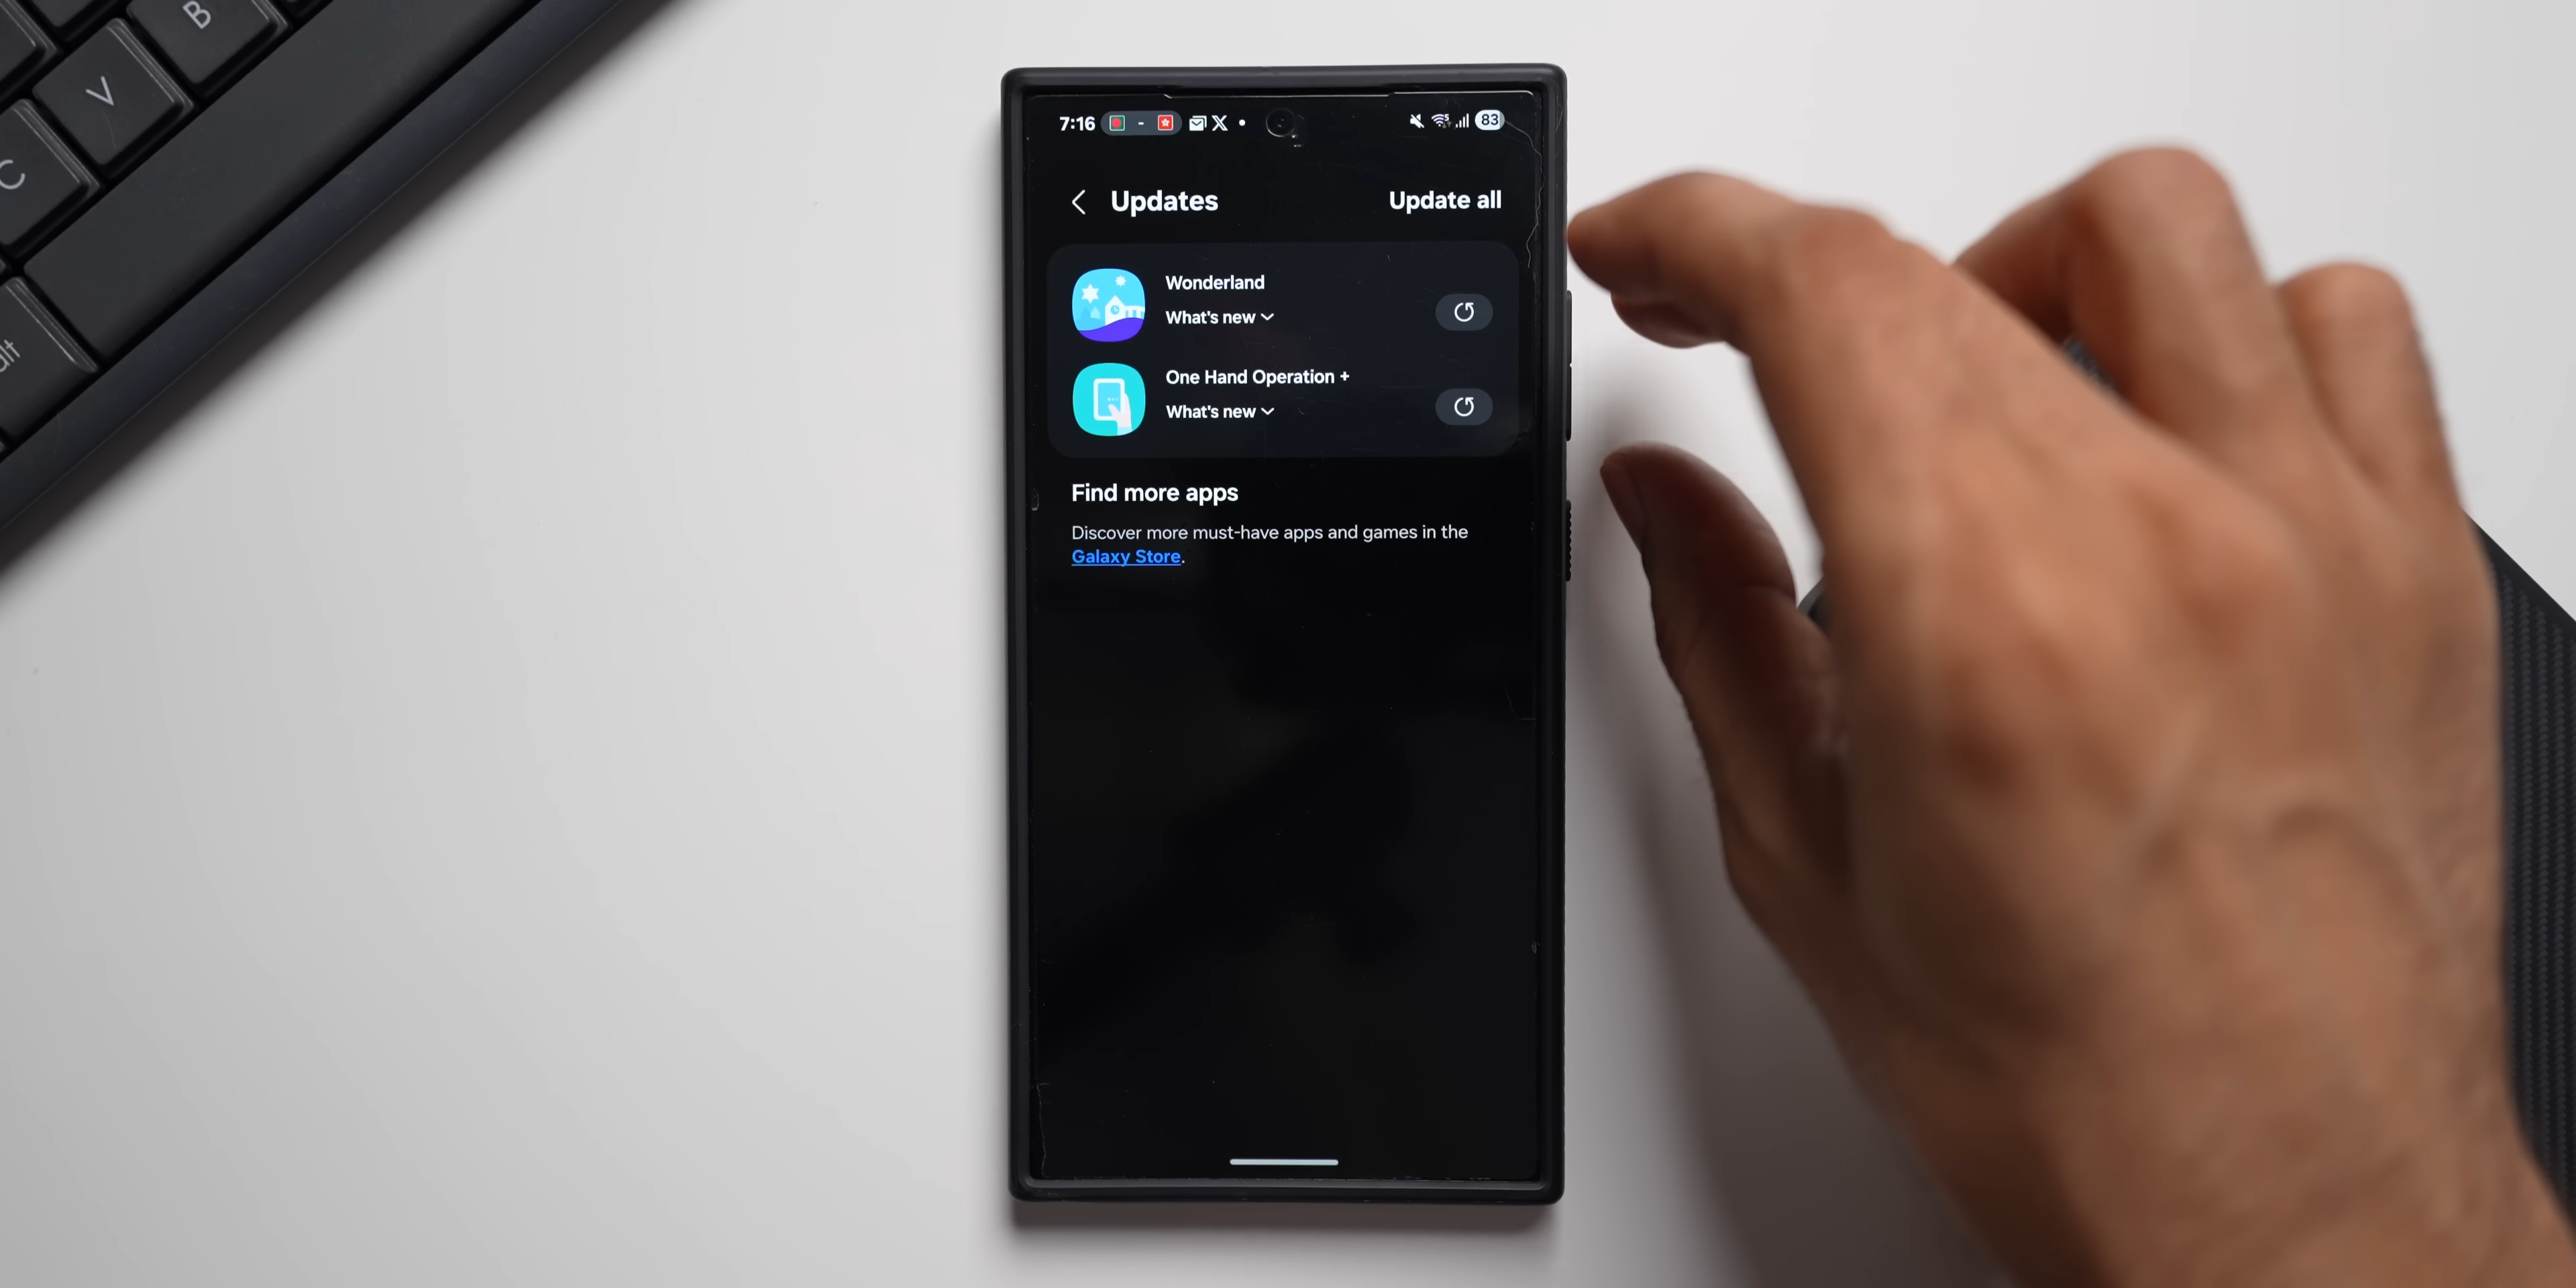 B
V
C
alt
7:16 - X • 83
Updates
Update all
Wonderland
What's new
One Hand Operation +
What's new
Find more apps
Discover more must-have apps and games in the
Galaxy Store.